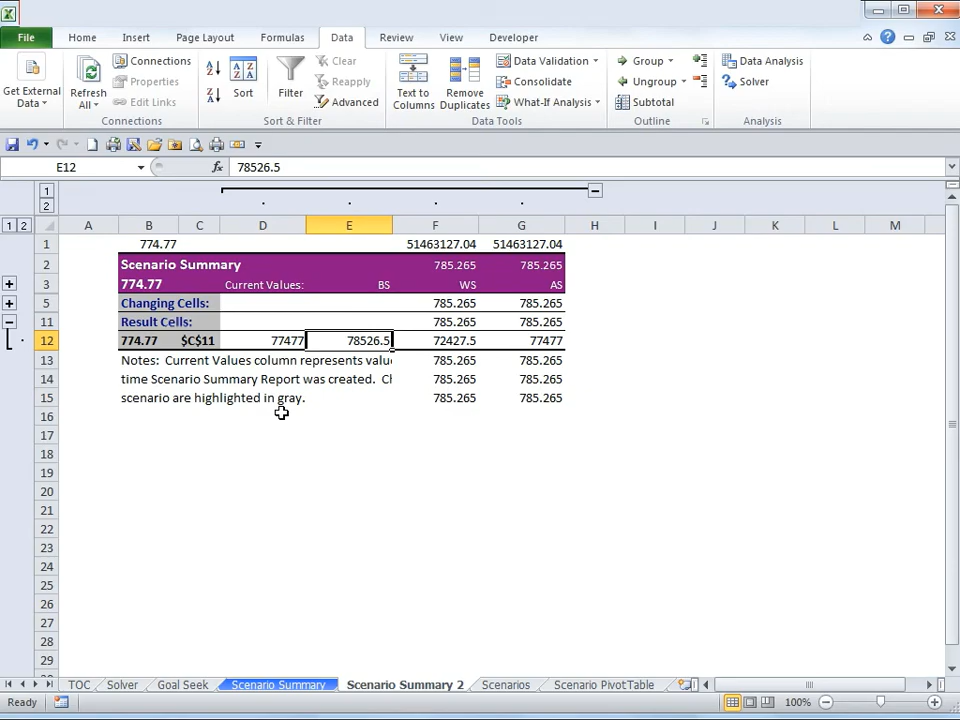 File Home Insert Page Layout Formulas Data Review View Developer
Connections Clear Data Validation Group Data Analysis
Properties Reapply Consolidate Ungroup Solver
Get External Data Refresh All Edit Links Sort Filter Advanced Text to Columns Remove Duplicates What-If Analysis Subtotal
Connections Sort & Filter Data Tools Outline Analysis
E12 fx 78526.5
1
2
1 2 A B C D E F G H I J K L M
1 774.77 51463127.04 51463127.04
2 Scenario Summary 785.265 785.265
3 774.77 Current Values: BS WS AS
5 Changing Cells: 785.265 785.265
11 Result Cells: 785.265 785.265
12 774.77 $C$11 77477 78526.5 72427.5 77477
13 Notes: Current Values column represents valu 785.265 785.265
14 time Scenario Summary Report was created. Ch 785.265 785.265
15 scenario are highlighted in gray. 785.265 785.265
16
17
18
19
20
21
22
23
24
25
26
27
28
29
TOC Solver Goal Seek Scenario Summary Scenario Summary 2 Scenarios Scenario PivotTable
Ready 100%